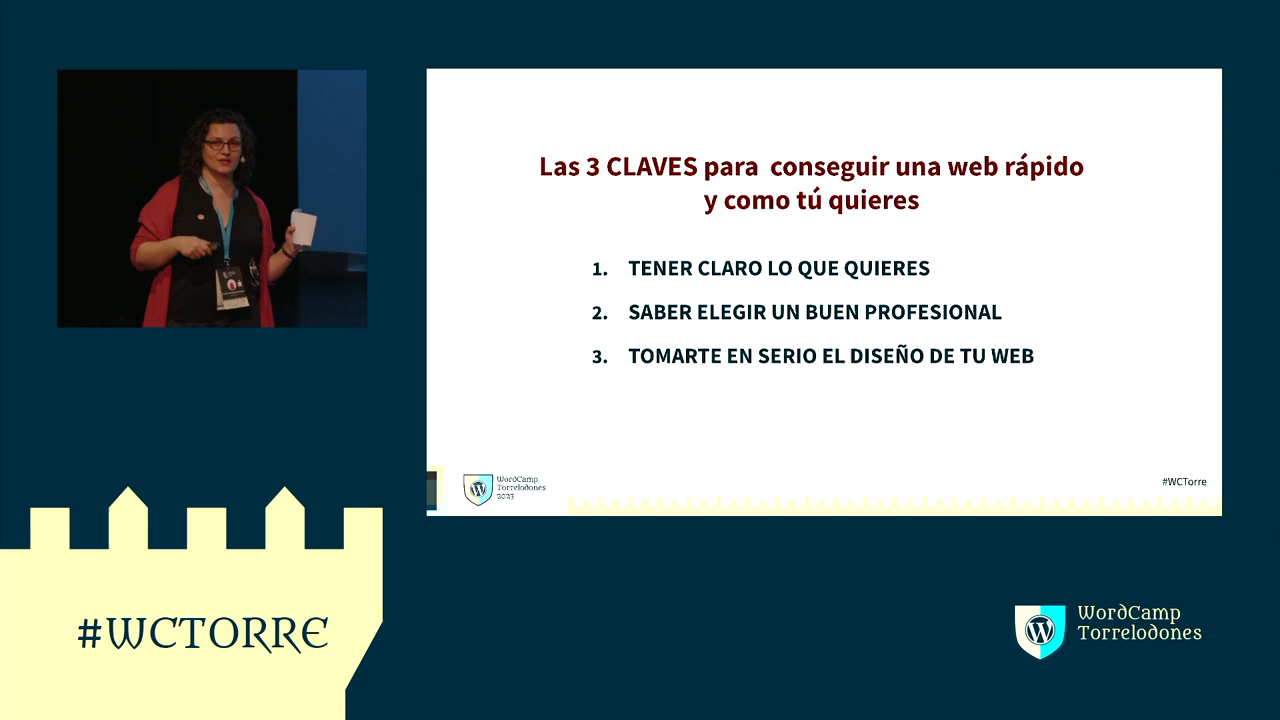 Las 3 CLAVES para conseguir una web rápido
y como tú quieres
1. TENER CLARO LO QUE QUIERES
2. SABER ELEGIR UN BUEN PROFESIONAL
3. TOMARTE EN SERIO EL DISEÑO DE TU WEB
WordCamp
Torrelodones
2023
#WCTorre
#WCTORRE
WordCamp
Torrelodones